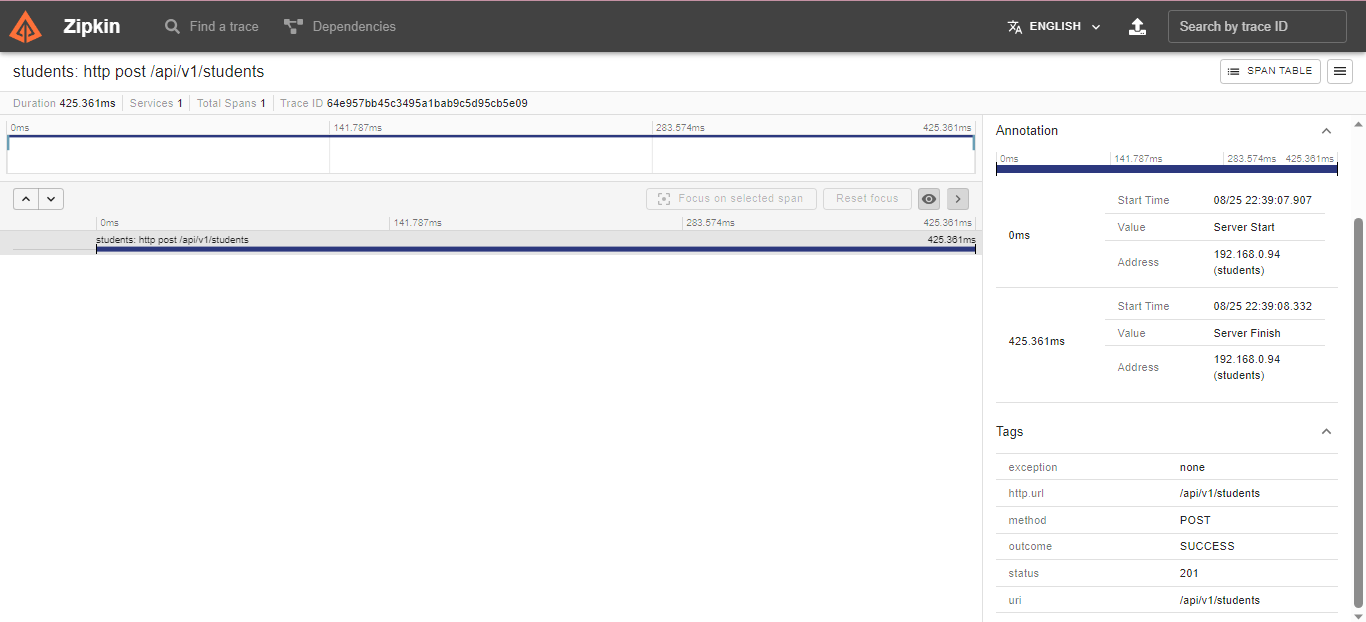 Zipkin
Find a trace
Dependencies
ENGLISH
Search by trace ID
students: http post /api/v1/students
SPAN TABLE
Duration 425.361ms Services 1 Total Spans 1 Trace ID 64e957bb45c3495a1bab9c5d95cb5e09
0ms 141.787ms 283.574ms 425.361ms
Focus on selected span
Reset focus
0ms 141.787ms 283.574ms 425.361ms
students: http post /api/v1/students 425.361ms
Annotation
0ms 141.787ms 283.574ms 425.361ms
0ms
Start Time 08/25 22:39:07.907
Value Server Start
Address 192.168.0.94
(students)
425.361ms
Start Time 08/25 22:39:08.332
Value Server Finish
Address 192.168.0.94
(students)
Tags
exception none
http.url /api/v1/students
method POST
outcome SUCCESS
status 201
uri /api/v1/students